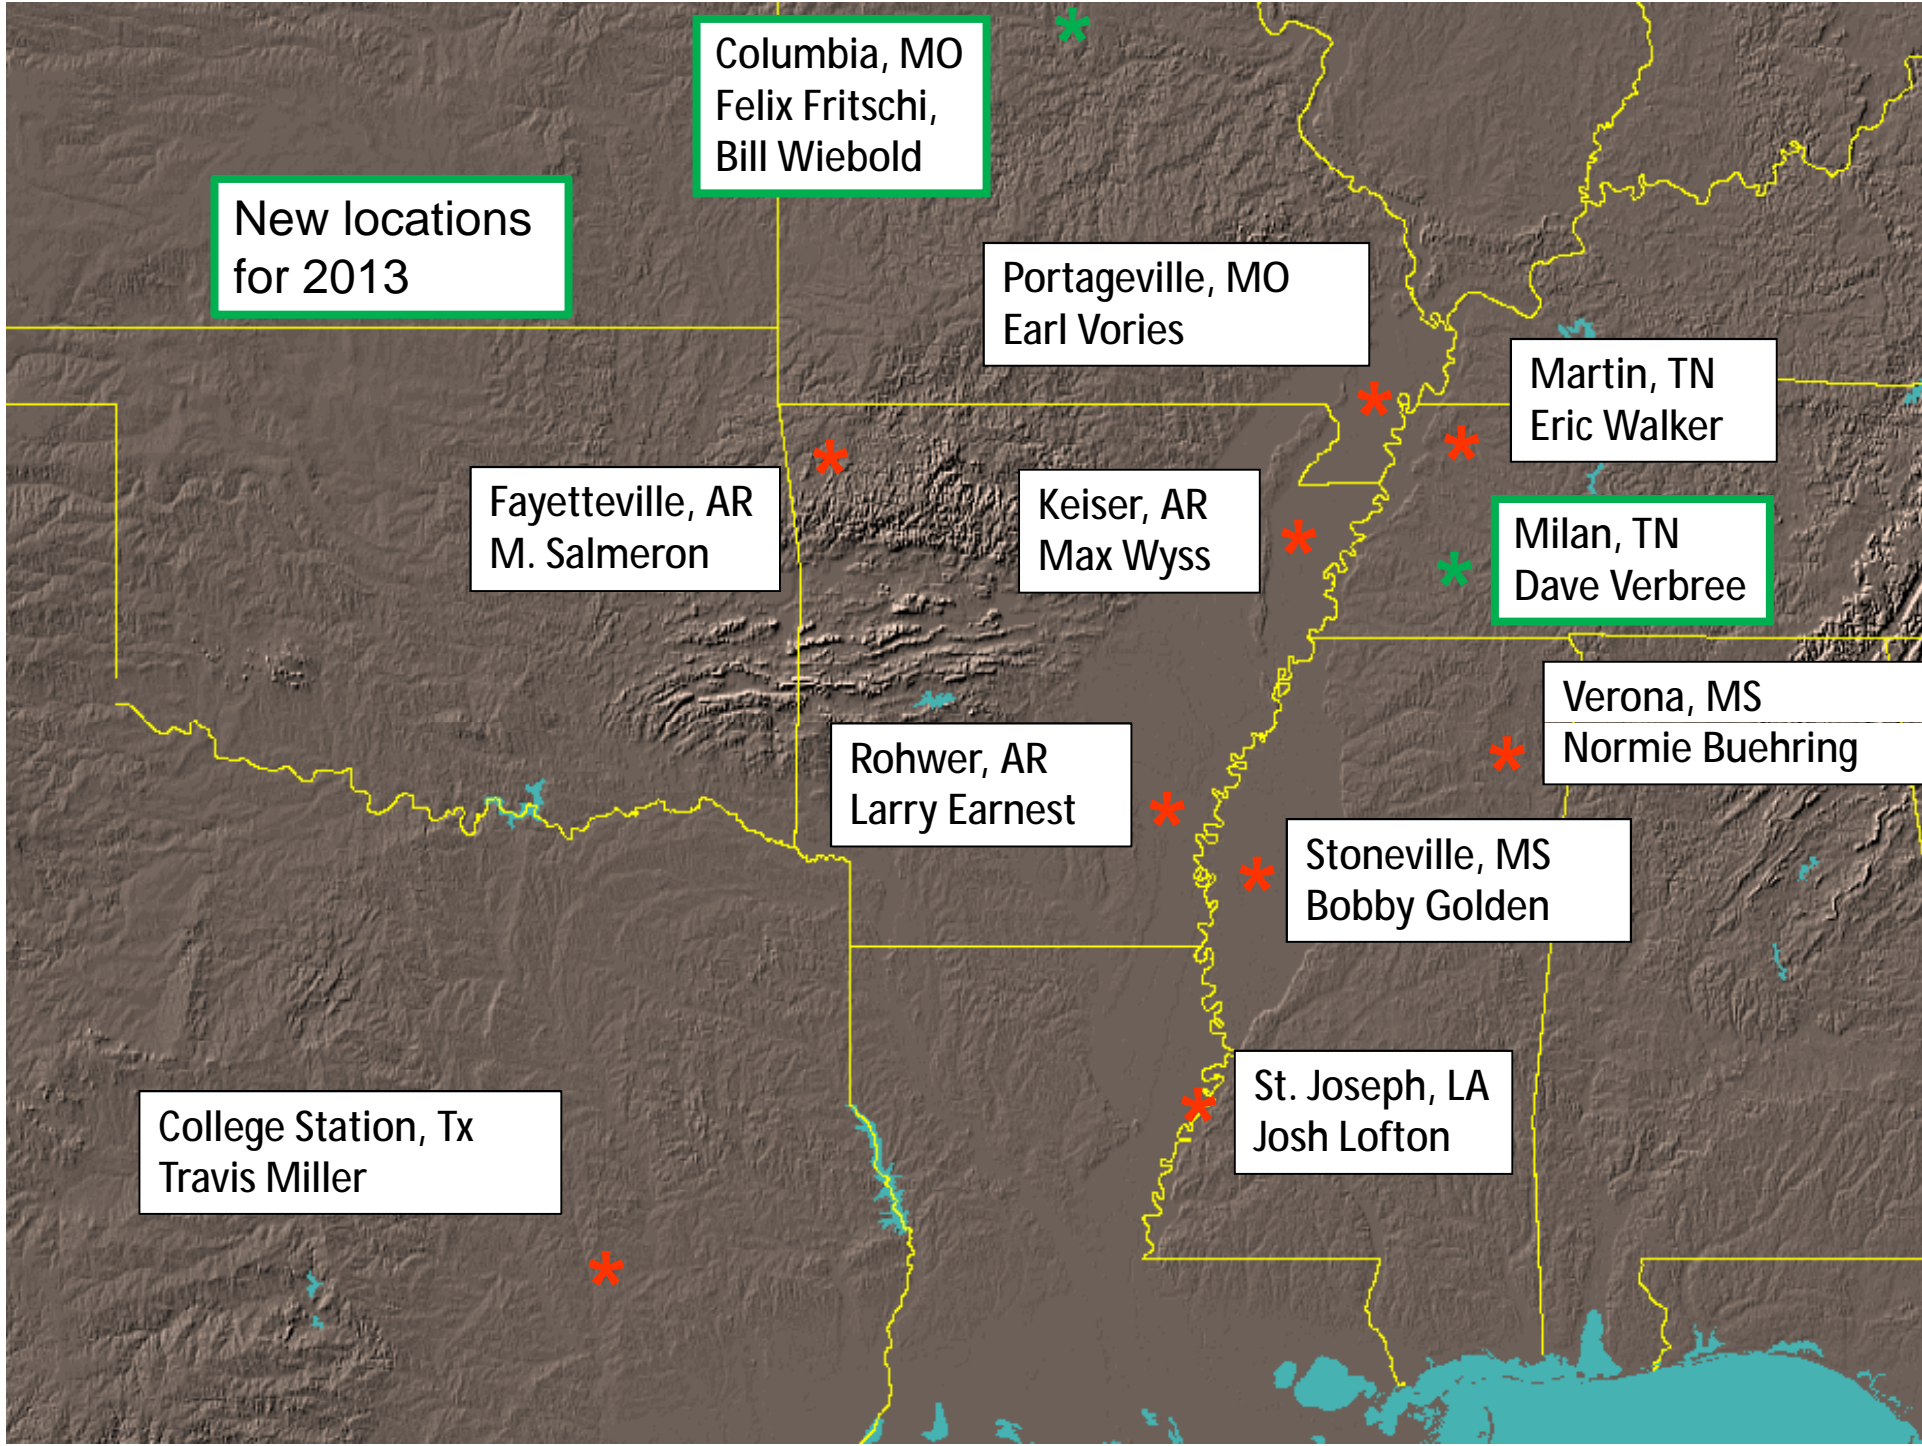 Columbia, MO
Felix Fritschi,
Bill Wiebold
New locations
for 2013
Portageville, MO
Earl Vories
Martin, TN
Eric Walker
Fayetteville, AR
M. Salmeron
Keiser, AR
Max Wyss
Milan, TN
Dave Verbree
Verona, MS
Normie Buehring
Rohwer, AR
Larry Earnest
Stoneville, MS
Bobby Golden
St. Joseph, LA
Josh Lofton
College Station, Tx
Travis Miller